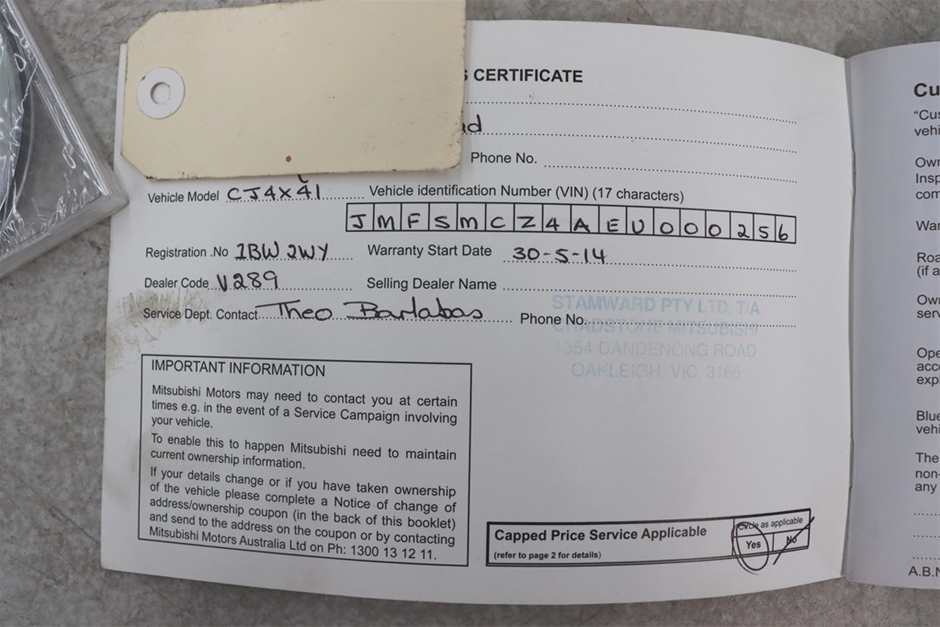 S CERTIFICATE
nd
Phone No.
Vehicle Model CJ4X41 Vehicle identification Number (VIN) (17 characters)
JMFSMCZ4AEU000256
Registration .No 1BW2WY Warranty Start Date 30-5-14
Dealer Code V289 Selling Dealer Name
STAMWARD PTY LTD. T/A
Service Dept. Contact Theo Barlabas Phone No.
CHADSTONE MITSUBISHI
1354 DANDENONG ROAD
OAKLEIGH, VIC. 3166
IMPORTANT INFORMATION
Mitsubishi Motors may need to contact you at certain
times e.g. in the event of a Service Campaign involving
your vehicle.
To enable this to happen Mitsubishi need to maintain
current ownership information.
If your details change or if you have taken ownership
of the vehicle please complete a Notice of change of
address/ownership coupon (in the back of this booklet)
and send to the address on the coupon or by contacting
Mitsubishi Motors Australia Ltd on Ph: 1300 13 12 11.
Capped Price Service Applicable
(refer to page 2 for details)
Circle as applicable
Yes No
Cu
"Cus
vehi
Own
Insp
com
War
Roa
(if a
Own
serv
Ope
acce
expl
Blue
vehi
The
non-
any
A.B.N